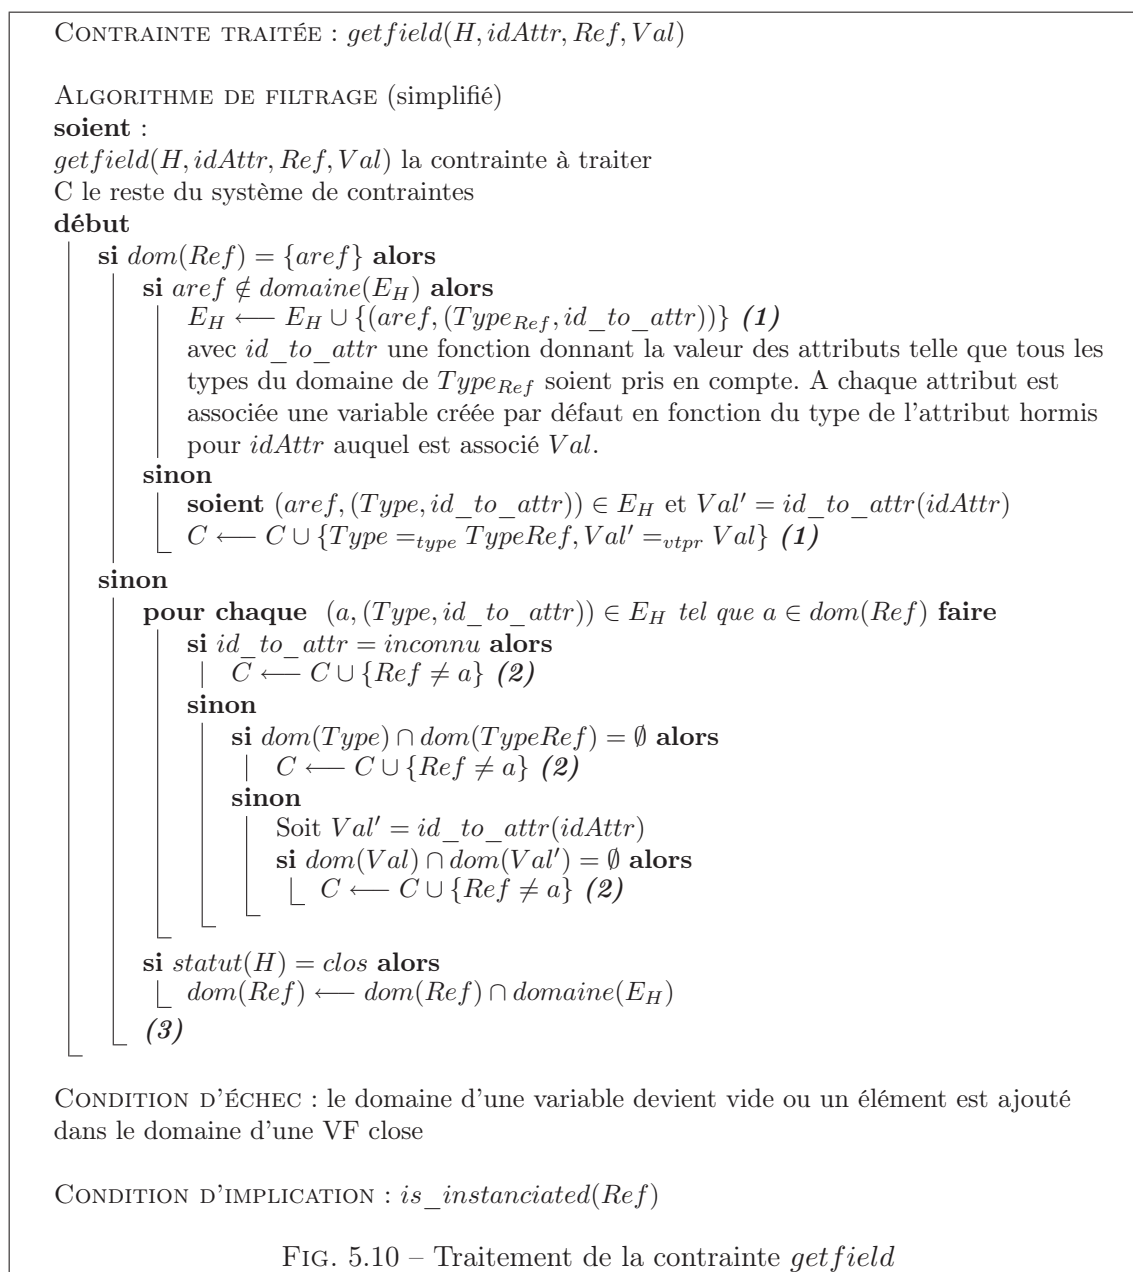 CONTRAINTE TRAITÉE : getfield(H, idAttr, Ref, Val)
ALGORITHME DE FILTRAGE (simplifié)
soient :
getfield(H, idAttr, Ref, Val) la contrainte à traiter
C le reste du système de contraintes
début
si dom(Ref) = {aref} alors
si aref ∉ domaine(E_H) alors
E_H ⟵ E_H ∪ {(aref, (Type_Ref, id_to_attr))} (1)
avec id_to_attr une fonction donnant la valeur des attributs telle que tous les
types du domaine de Type_Ref soient pris en compte. A chaque attribut est
associée une variable créée par défaut en fonction du type de l'attribut hormis
pour idAttr auquel est associé Val.
sinon
soient (aref, (Type, id_to_attr)) ∈ E_H et Val′ = id_to_attr(idAttr)
C ⟵ C ∪ {Type =_type TypeRef, Val′ =_vtpr Val} (1)
sinon
pour chaque (a, (Type, id_to_attr)) ∈ E_H tel que a ∈ dom(Ref) faire
si id_to_attr = inconnu alors
C ⟵ C ∪ {Ref ≠ a} (2)
sinon
si dom(Type) ∩ dom(TypeRef) = ∅ alors
C ⟵ C ∪ {Ref ≠ a} (2)
sinon
Soit Val′ = id_to_attr(idAttr)
si dom(Val) ∩ dom(Val′) = ∅ alors
C ⟵ C ∪ {Ref ≠ a} (2)
si statut(H) = clos alors
dom(Ref) ⟵ dom(Ref) ∩ domaine(E_H)
(3)
CONDITION D'ÉCHEC : le domaine d'une variable devient vide ou un élément est ajouté
dans le domaine d'une VF close
CONDITION D'IMPLICATION : is_instanciated(Ref)
FIG. 5.10 – Traitement de la contrainte getfield